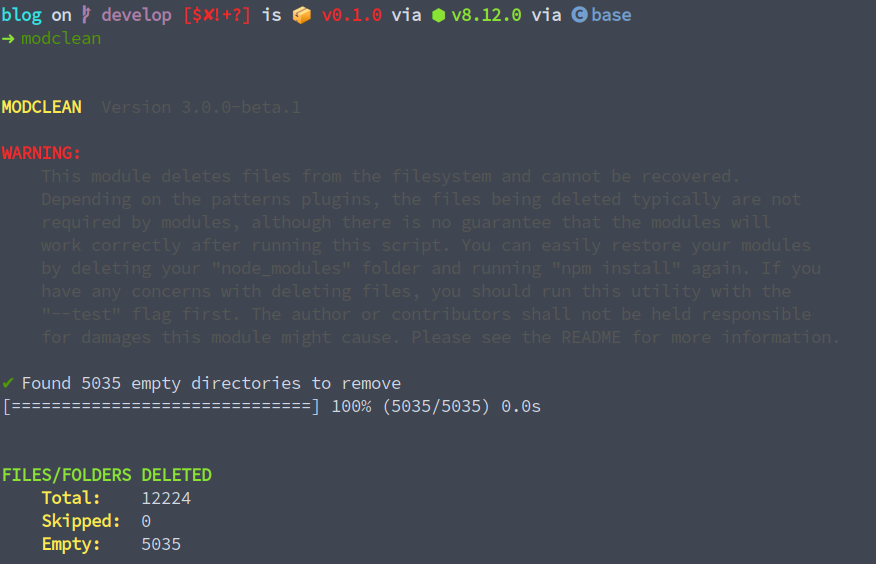 blog on develop [$✘!+?] is 📦 v0.1.0 via ⬢ v8.12.0 via C base
➜ modclean
MODCLEAN Version 3.0.0-beta.1
WARNING:
This module deletes files from the filesystem and cannot be recovered.
Depending on the patterns plugins, the files being deleted typically are not
required by modules, although there is no guarantee that the modules will
work correctly after running this script. You can easily restore your modules
by deleting your "node_modules" folder and running "npm install" again. If you
have any concerns with deleting files, you should run this utility with the
"--test" flag first. The author or contributors shall not be held responsible
for damages this module might cause. Please see the README for more information.
✔ Found 5035 empty directories to remove
[==============================] 100% (5035/5035) 0.0s
FILES/FOLDERS DELETED
Total: 12224
Skipped: 0
Empty: 5035